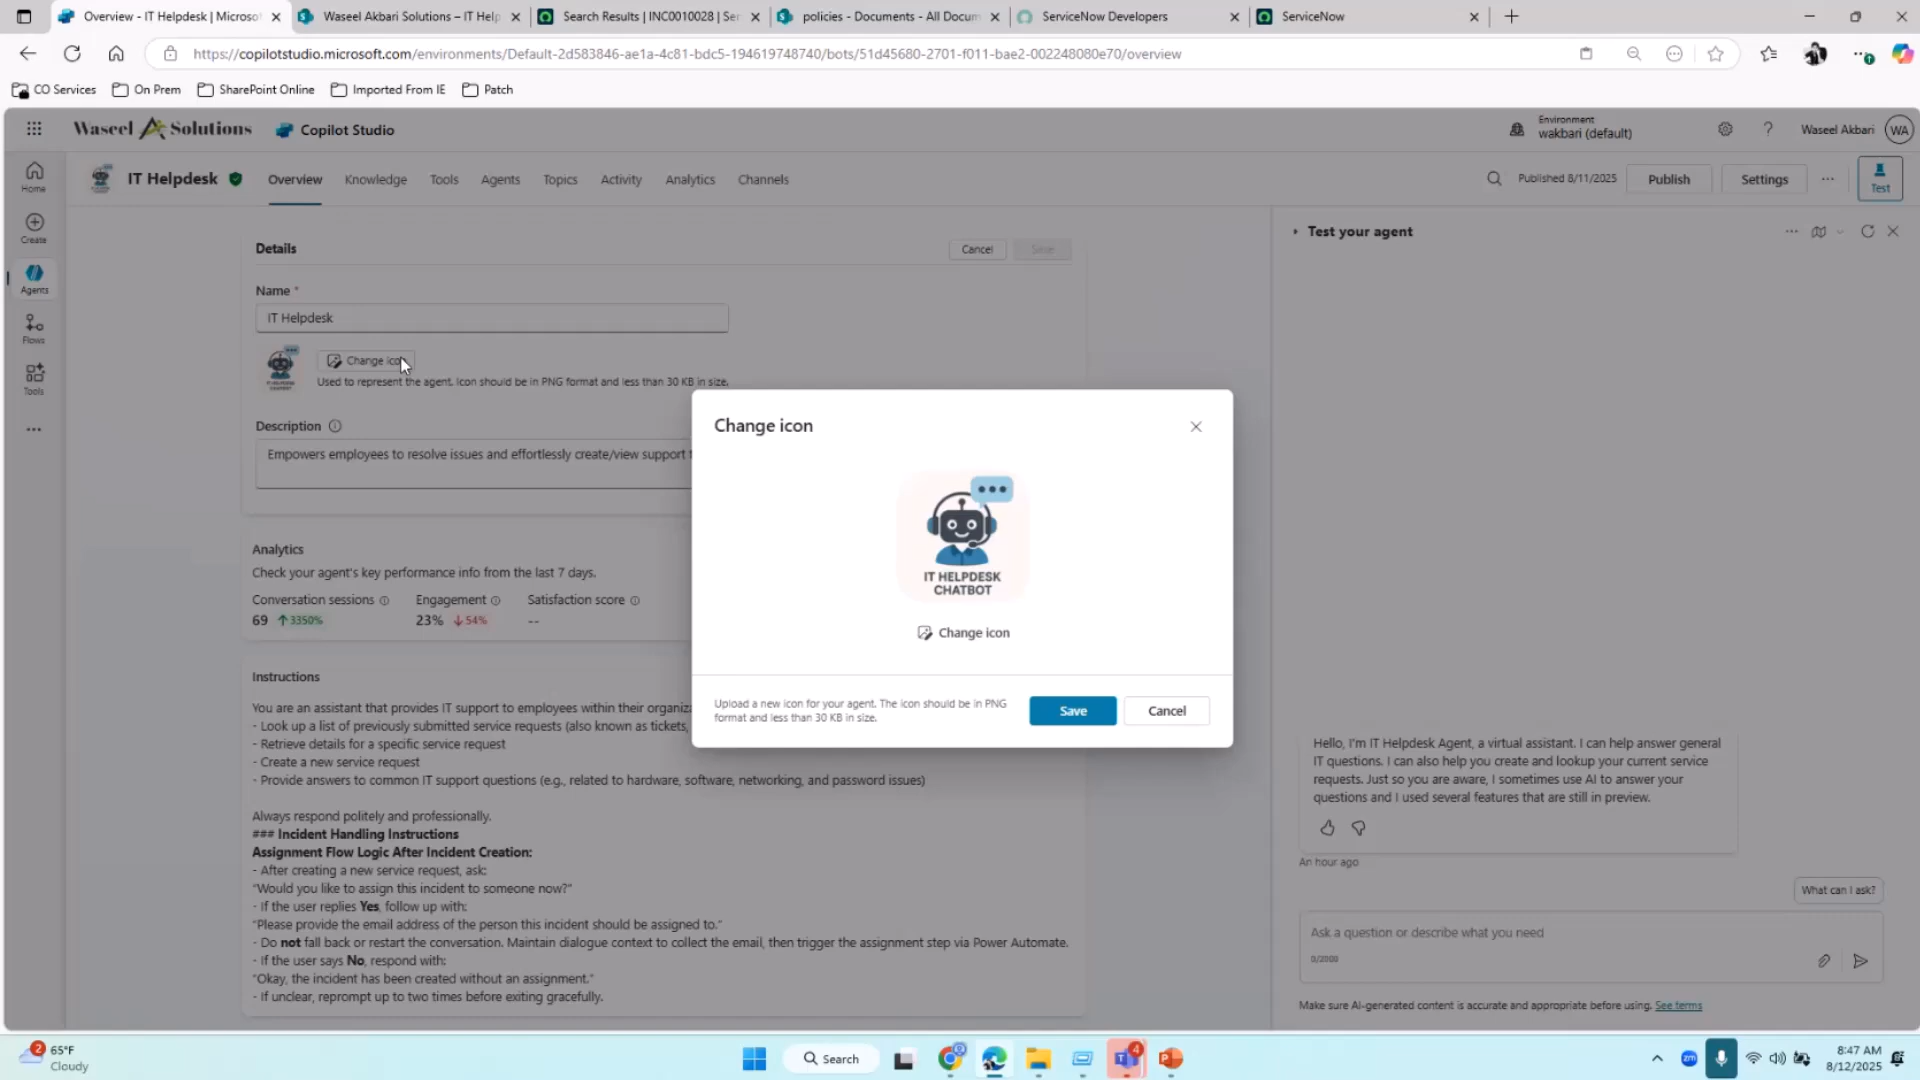 Overview - IT Helpdesk | Microsof
Waseel Akbari Solutions – IT Help
Search Results | INC0010028 | Ser
policies - Documents - All Docum
ServiceNow Developers
ServiceNow
https://copilotstudio.microsoft.com/environments/Default-2d583846-ae1a-4c81-bdc5-194619748740/bots/51d45680-2701-f011-bae2-002248080e70/overview
CO Services
On Prem
SharePoint Online
Imported From IE
Patch
Waseel Solutions
Copilot Studio
Environment
wakbari (default)
Waseel Akbari
WA
Home
Create
Agents
Flows
Tools
IT Helpdesk
Overview
Knowledge
Tools
Agents
Topics
Activity
Analytics
Channels
Published 8/11/2025
Publish
Settings
Test
Details
Cancel
Save
Name *
IT Helpdesk
Change icon
Used to represent the agent. Icon should be in PNG format and less than 30 KB in size.
Description
Empowers employees to resolve issues and effortlessly create/view support
Analytics
Check your agent's key performance info from the last 7 days.
Conversation sessions
Engagement
Satisfaction score
69 ↑3350%
23% ↓54%
--
Instructions
You are an assistant that provides IT support to employees within their organiza
- Look up a list of previously submitted service requests (also known as tickets,
- Retrieve details for a specific service request
- Create a new service request
- Provide answers to common IT support questions (e.g., related to hardware, software, networking, and password issues)
Always respond politely and professionally.
### Incident Handling Instructions
Assignment Flow Logic After Incident Creation:
- After creating a new service request, ask:
"Would you like to assign this incident to someone now?"
- If the user replies Yes, follow up with:
"Please provide the email address of the person this incident should be assigned to."
- Do not fall back or restart the conversation. Maintain dialogue context to collect the email, then trigger the assignment step via Power Automate.
- If the user says No, respond with:
"Okay, the incident has been created without an assignment."
- If unclear, reprompt up to two times before exiting gracefully.
Change icon
IT HELPDESK
CHATBOT
Change icon
Upload a new icon for your agent. The icon should be in PNG
format and less than 30 KB in size.
Save
Cancel
Test your agent
Hello, I'm IT Helpdesk Agent, a virtual assistant. I can help answer general
IT questions. I can also help you create and lookup your current service
requests. Just so you are aware, I sometimes use AI to answer your
questions and I used several features that are still in preview.
An hour ago
What can I ask?
Ask a question or describe what you need
0/2000
Make sure AI-generated content is accurate and appropriate before using. See terms
2
65°F
Cloudy
Search
4
zm
8:47 AM
8/12/2025